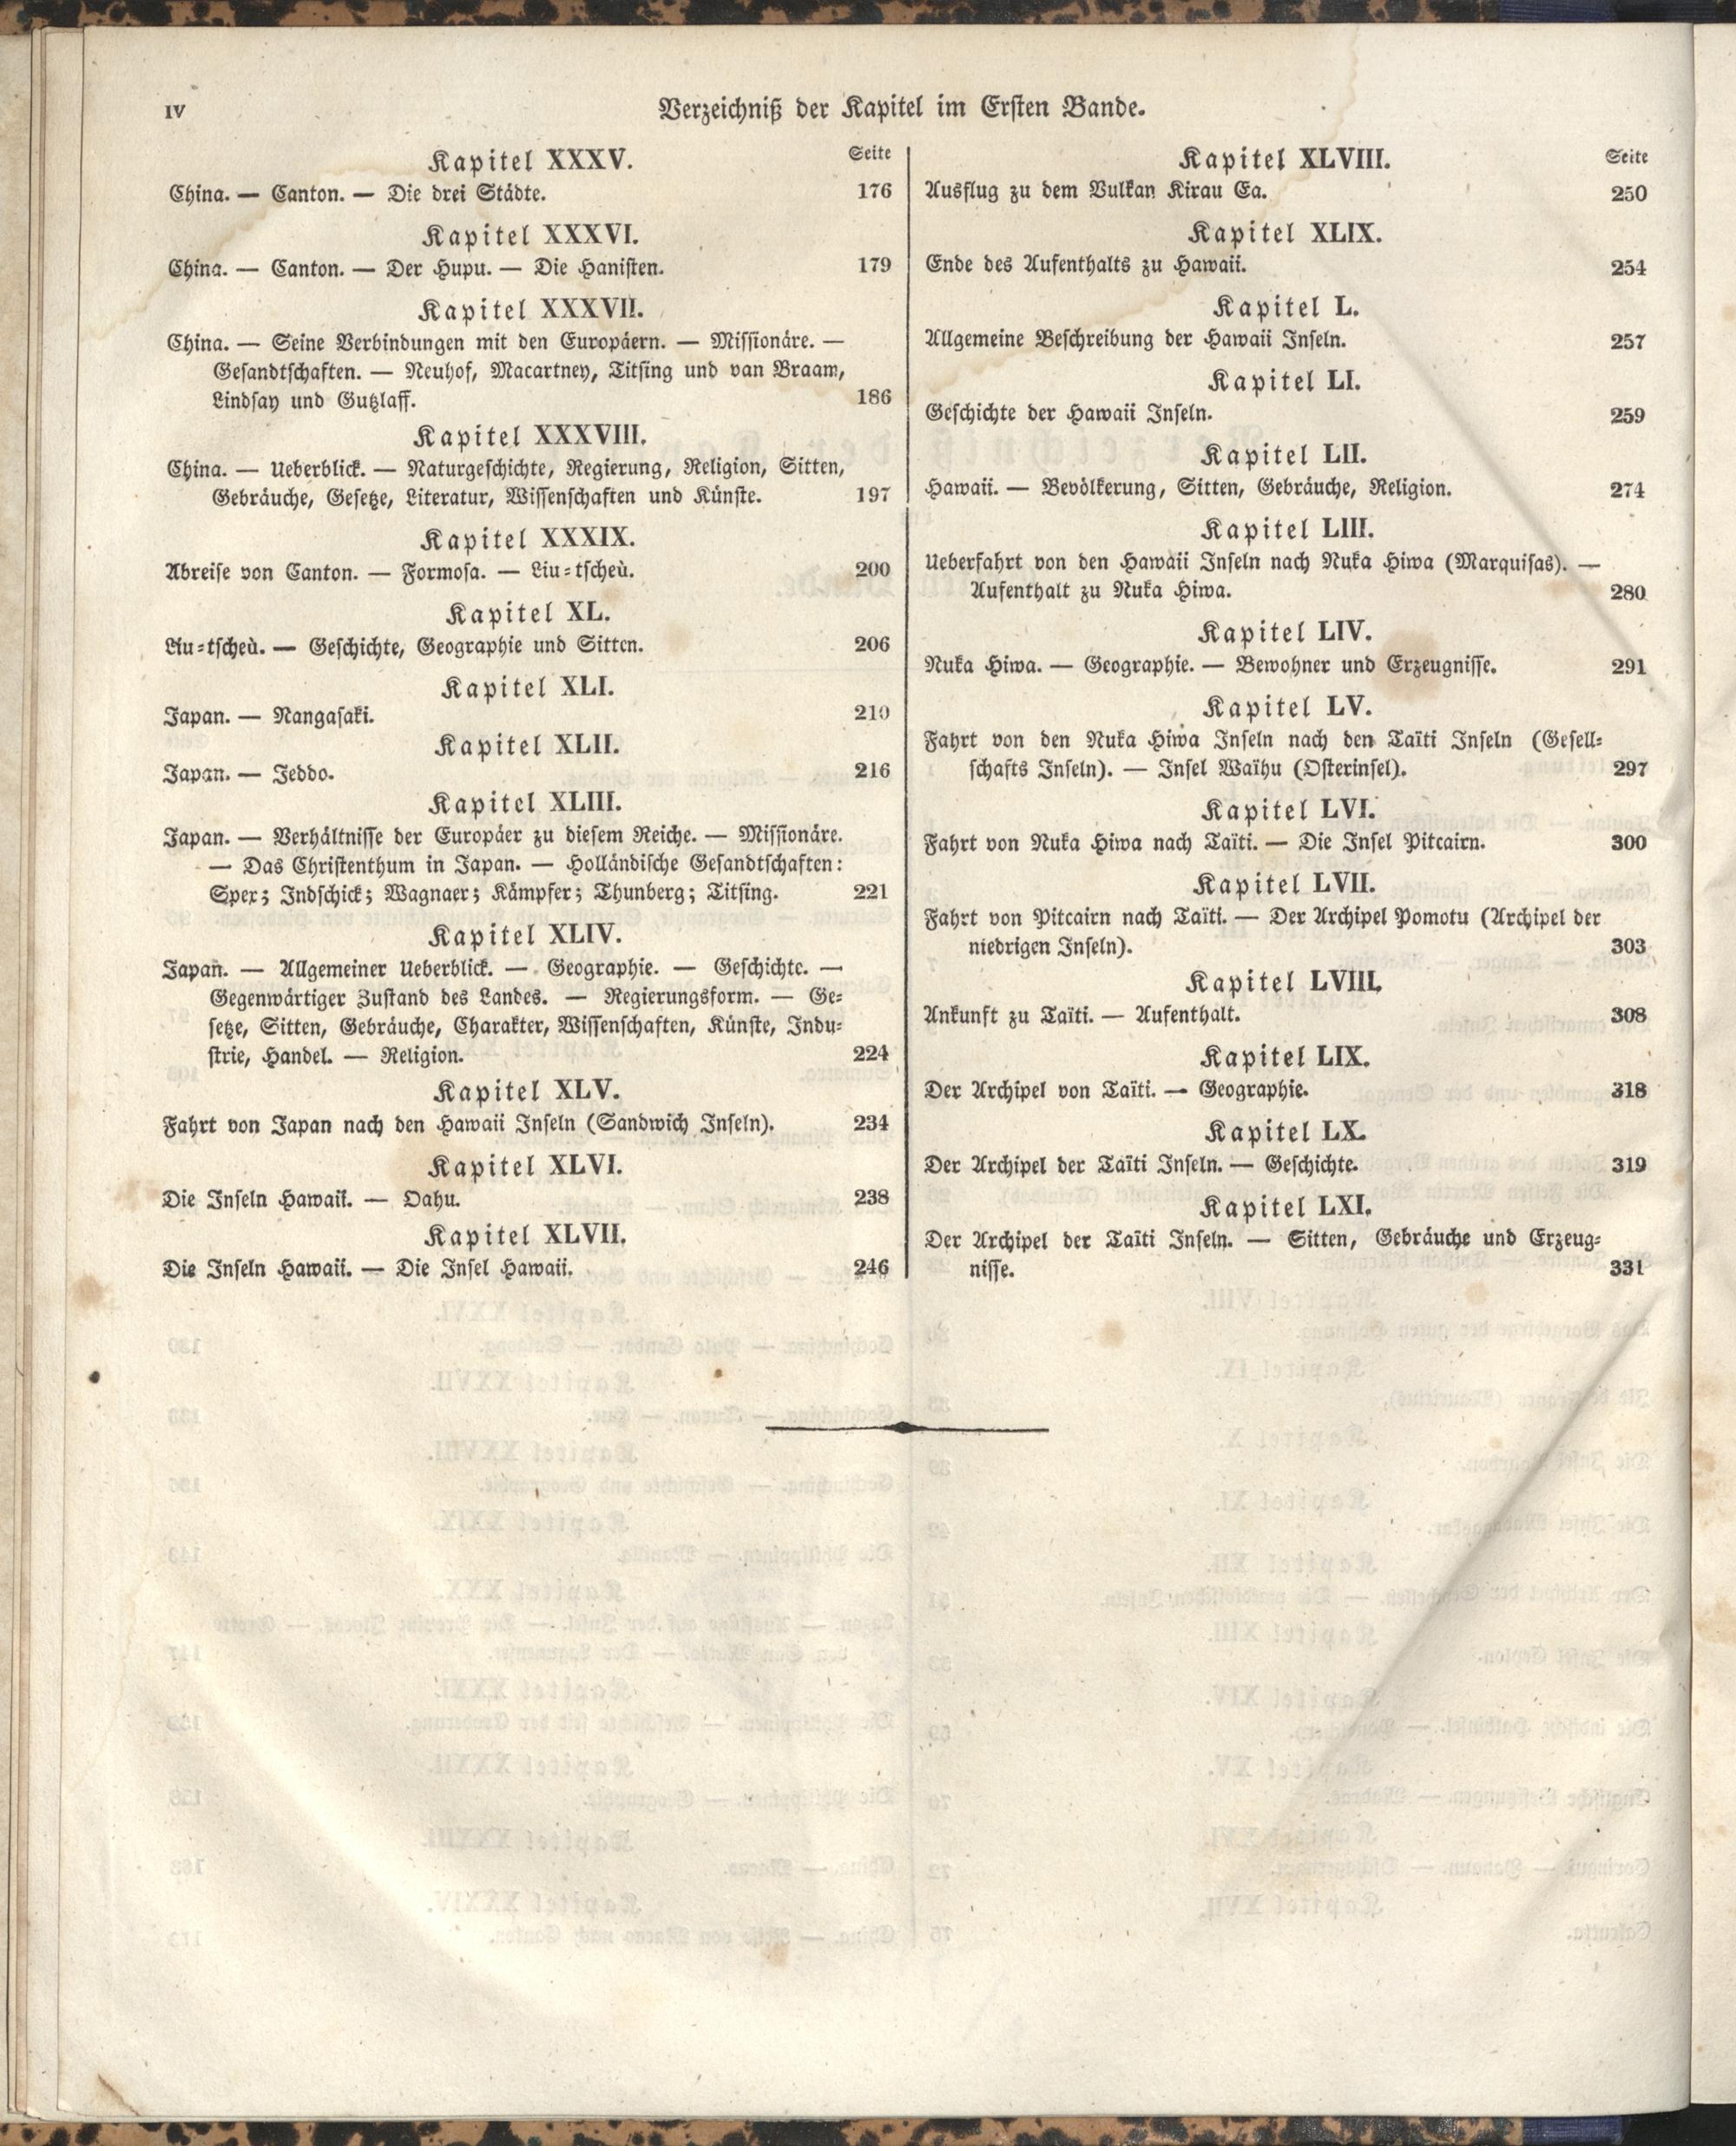 IV
Verzeichniß der Kapitel im Ersten Bande.
Kapitel XXXV. Seite
China. — Canton. — Die drei Städte. 176
Kapitel XXXVI.
China. — Canton. — Der Hupu. — Die Hanisten. 179
Kapitel XXXVII.
China. — Seine Verbindungen mit den Europäern. — Missionäre. —
Gesandtschaften. — Neuhof, Macartney, Titsing und van Braam,
Lindsay und Gutzlaff. 186
Kapitel XXXVIII.
China. — Ueberblick. — Naturgeschichte, Regierung, Religion, Sitten,
Gebräuche, Gesetze, Literatur, Wissenschaften und Künste. 197
Kapitel XXXIX.
Abreise von Canton. — Formosa. — Liu-tscheù. 200
Kapitel XL.
Liu-tscheù. — Geschichte, Geographie und Sitten. 206
Kapitel XLI.
Japan. — Nangasaki. 210
Kapitel XLII.
Japan. — Jeddo. 216
Kapitel XLIII.
Japan. — Verhältnisse der Europäer zu diesem Reiche. — Missionäre.
— Das Christenthum in Japan. — Holländische Gesandtschaften:
Spex; Indschick; Wagnaer; Kämpfer; Thunberg; Titsing. 221
Kapitel XLIV.
Japan. — Allgemeiner Ueberblick. — Geographie. — Geschichte. —
Gegenwärtiger Zustand des Landes. — Regierungsform. — Ge-
setze, Sitten, Gebräuche, Charakter, Wissenschaften, Künste, Indu-
strie, Handel. — Religion. 224
Kapitel XLV.
Fahrt von Japan nach den Hawaii Inseln (Sandwich Inseln). 234
Kapitel XLVI.
Die Inseln Hawaii. — Oahu. 238
Kapitel XLVII.
Die Inseln Hawaii. — Die Insel Hawaii. 246
Kapitel XLVIII. Seite
Ausflug zu dem Vulkan Kirau Ea. 250
Kapitel XLIX.
Ende des Aufenthalts zu Hawaii. 254
Kapitel L.
Allgemeine Beschreibung der Hawaii Inseln. 257
Kapitel LI.
Geschichte der Hawaii Inseln. 259
Kapitel LII.
Hawaii. — Bevölkerung, Sitten, Gebräuche, Religion. 274
Kapitel LIII.
Ueberfahrt von den Hawaii Inseln nach Nuka Hiwa (Marquisas). —
Aufenthalt zu Nuka Hiwa. 280
Kapitel LIV.
Nuka Hiwa. — Geographie. — Bewohner und Erzeugnisse. 291
Kapitel LV.
Fahrt von den Nuka Hiwa Inseln nach den Taïti Inseln (Gesell-
schafts Inseln). — Insel Waïhu (Osterinsel). 297
Kapitel LVI.
Fahrt von Nuka Hiwa nach Taïti. — Die Insel Pitcairn. 300
Kapitel LVII.
Fahrt von Pitcairn nach Taïti. — Der Archipel Pomotu (Archipel der
niedrigen Inseln). 303
Kapitel LVIII.
Ankunft zu Taïti. — Aufenthalt. 308
Kapitel LIX.
Der Archipel von Taïti. — Geographie. 318
Kapitel LX.
Der Archipel der Taïti Inseln. — Geschichte. 319
Kapitel LXI.
Der Archipel der Taïti Inseln. — Sitten, Gebräuche und Erzeug-
nisse. 331